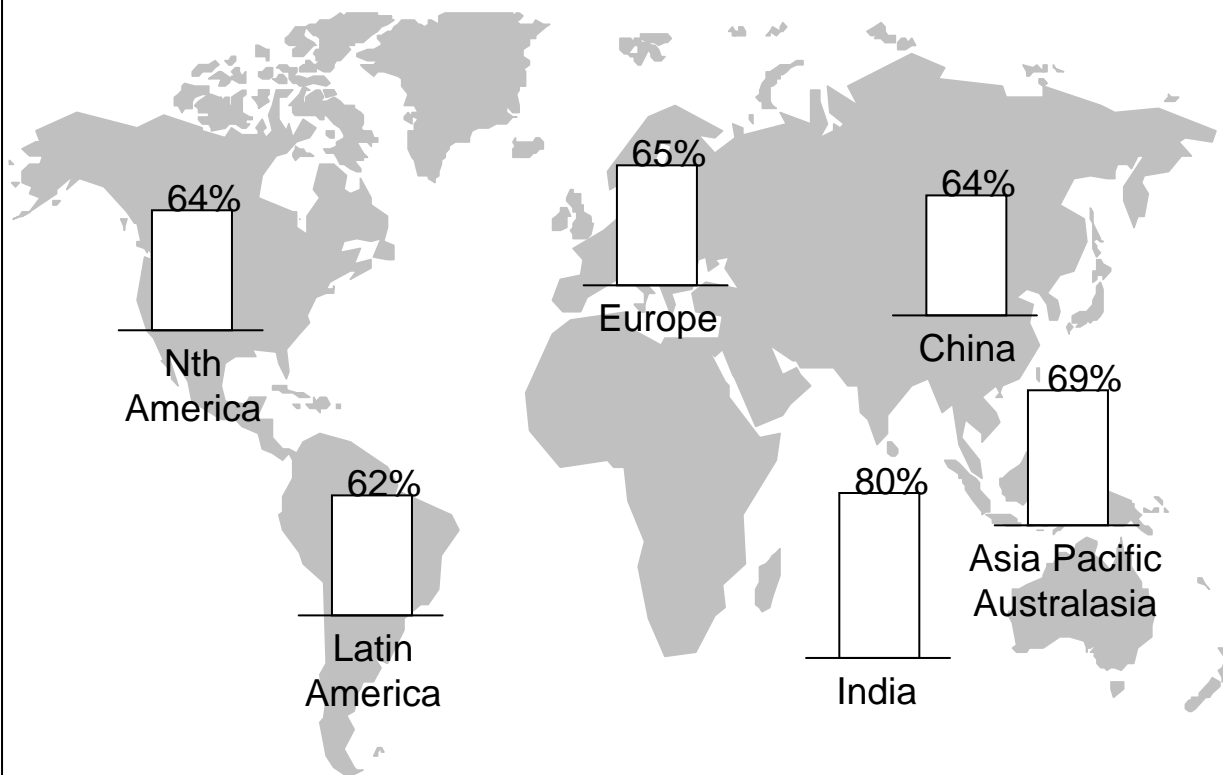 64%
Nth
America
65%
Europe
64%
China
69%
Asia Pacific
Australasia
62%
Latin
America
80%
India